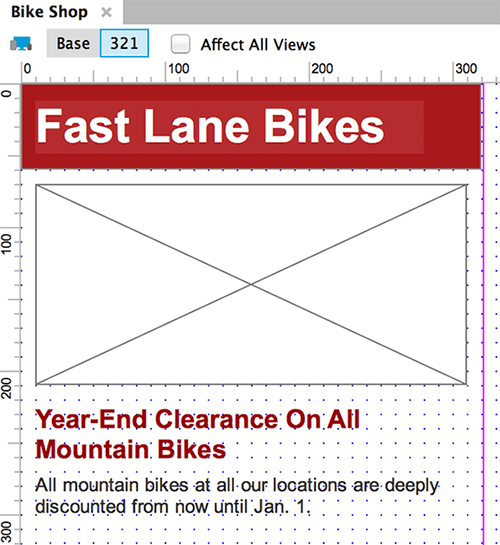 Bike Shop
Base 321 Affect All Views
0 100 200 300
0
Fast Lane Bikes
100
200
Year-End Clearance On All
Mountain Bikes
All mountain bikes at all our locations are deeply
discounted from now until Jan. 1.
300